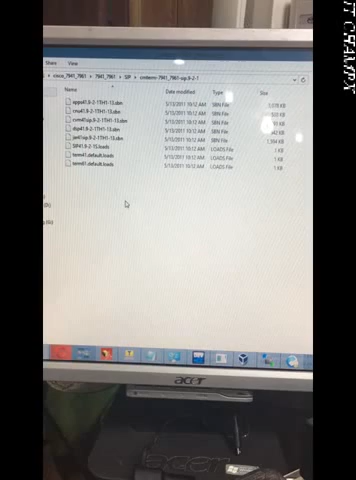 IT CHAMPX
Share View
cisco_7941_7961 › 7941_7961 › SIP › cmterm-7941_7961-sip.9-2-1
Name Date modified Type Size
apps41.9-2-1TH1-13.sbn 5/13/2011 10:12 AM SBN File
cnu41.9-2-1TH1-13.sbn 5/13/2011 10:12 AM SBN File
cvm41sip.9-2-1TH1-13.sbn 5/13/2011 10:12 AM SBN File
dsp41.9-2-1TH1-13.sbn 5/13/2011 10:12 AM SBN File
jar41sip.9-2-1TH1-13.sbn 5/13/2011 10:12 AM SBN File
SIP41.9-2-1S.loads 5/13/2011 10:12 AM LOADS File 1 KB
term41.default.loads 5/13/2011 10:12 AM LOADS File 1 KB
term61.default.loads 5/13/2011 10:12 AM LOADS File 1 KB
acer
acer